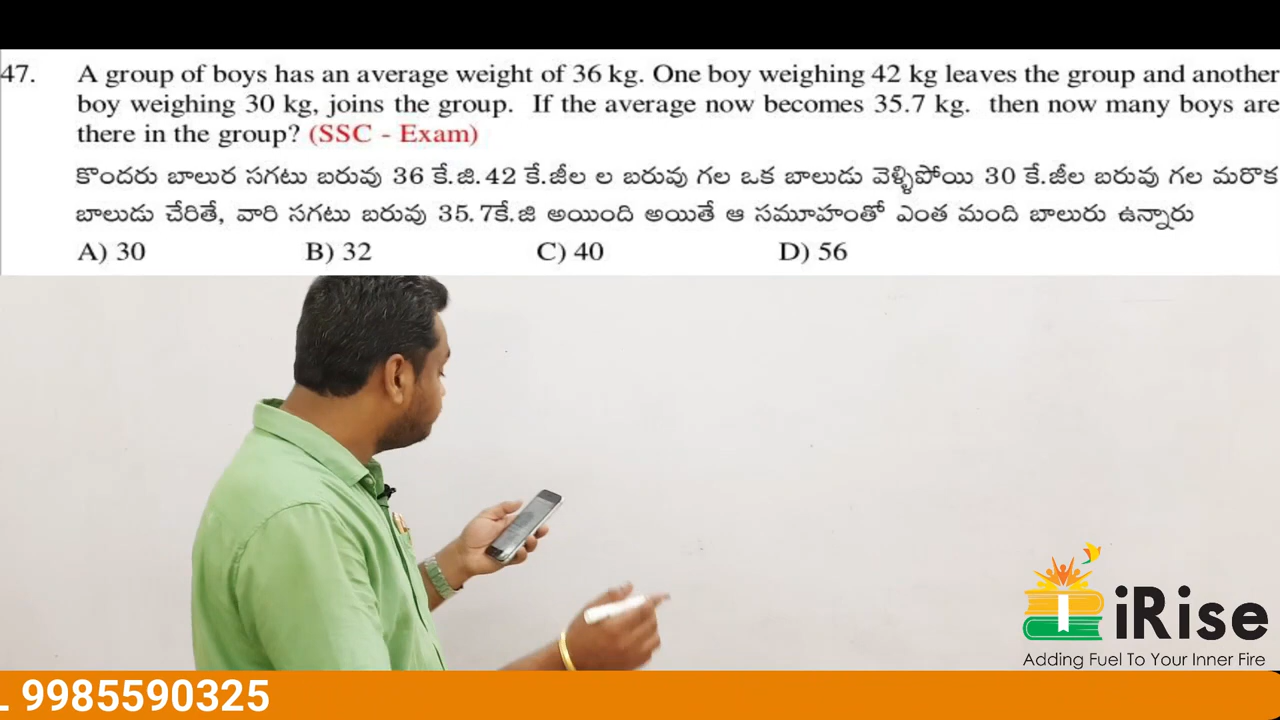 47. A group of boys has an average weight of 36 kg. One boy weighing 42 kg leaves the group and another
boy weighing 30 kg, joins the group. If the average now becomes 35.7 kg. then now many boys are
there in the group? (SSC - Exam)
కొందరు బాలుర సగటు బరువు 36 కే.జి. 42 కే.జీల ల బరువు గల ఒక బాలుడు వెళ్ళిపోయి 30 కే.జీల బరువు గల మరొక
బాలుడు చేరితే, వారి సగటు బరువు 35.7కే.జి అయింది అయితే ఆ సమూహంతో ఎంత మంది బాలురు ఉన్నారు
A) 30 B) 32 C) 40 D) 56
iRise
Adding Fuel To Your Inner Fire
9985590325